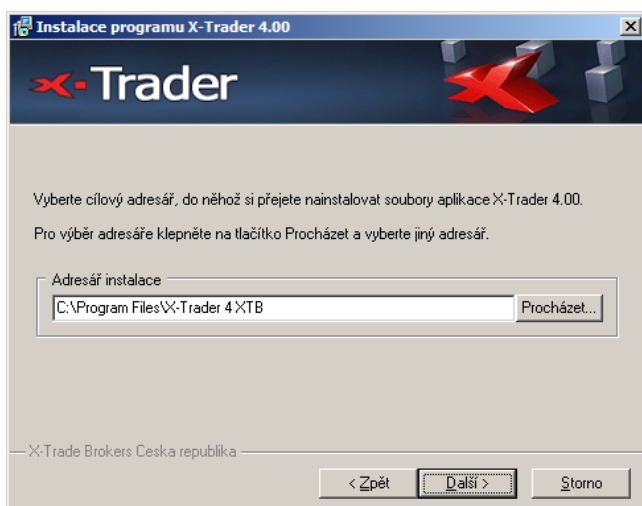 Instalace programu X-Trader 4.00
x-Trader
Vyberte cílový adresář, do něhož si přejete nainstalovat soubory aplikace X-Trader 4.00.
Pro výběr adresáře klepněte na tlačítko Procházet a vyberte jiný adresář.
Adresář instalace
C:\Program Files\X-Trader 4 XTB
Procházet...
X-Trade Brokers Ceska republika
< Zpět
Další >
Storno